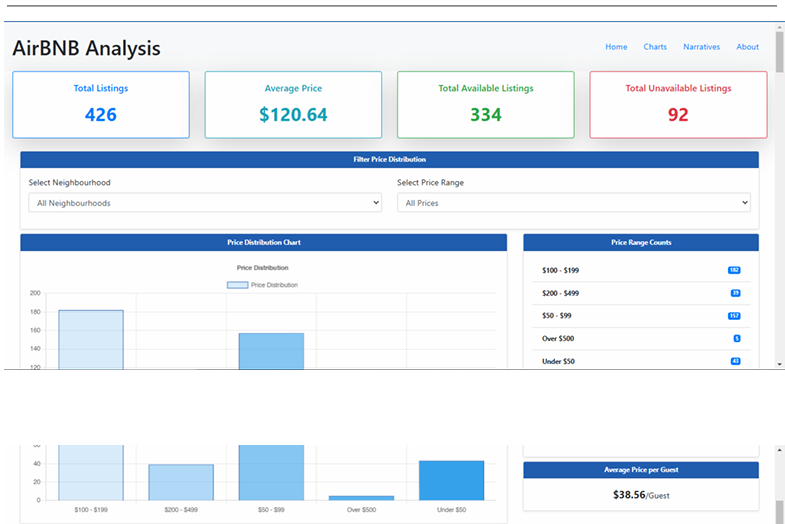 AirBNB Analysis
Home Charts Narratives About
Total Listings
426
Average Price
$120.64
Total Available Listings
334
Total Unavailable Listings
92
Filter Price Distribution
Select Neighbourhood
All Neighbourhoods
Select Price Range
All Prices
Price Distribution Chart
Price Distribution
Price Distribution
200
180
160
140
120
Price Range Counts
$100 - $199 182
$200 - $499 39
$50 - $99 157
Over $500 5
Under $50 43
40
20
0
$100 - $199 $200 - $499 $50 - $99 Over $500 Under $50
Average Price per Guest
$38.56/Guest